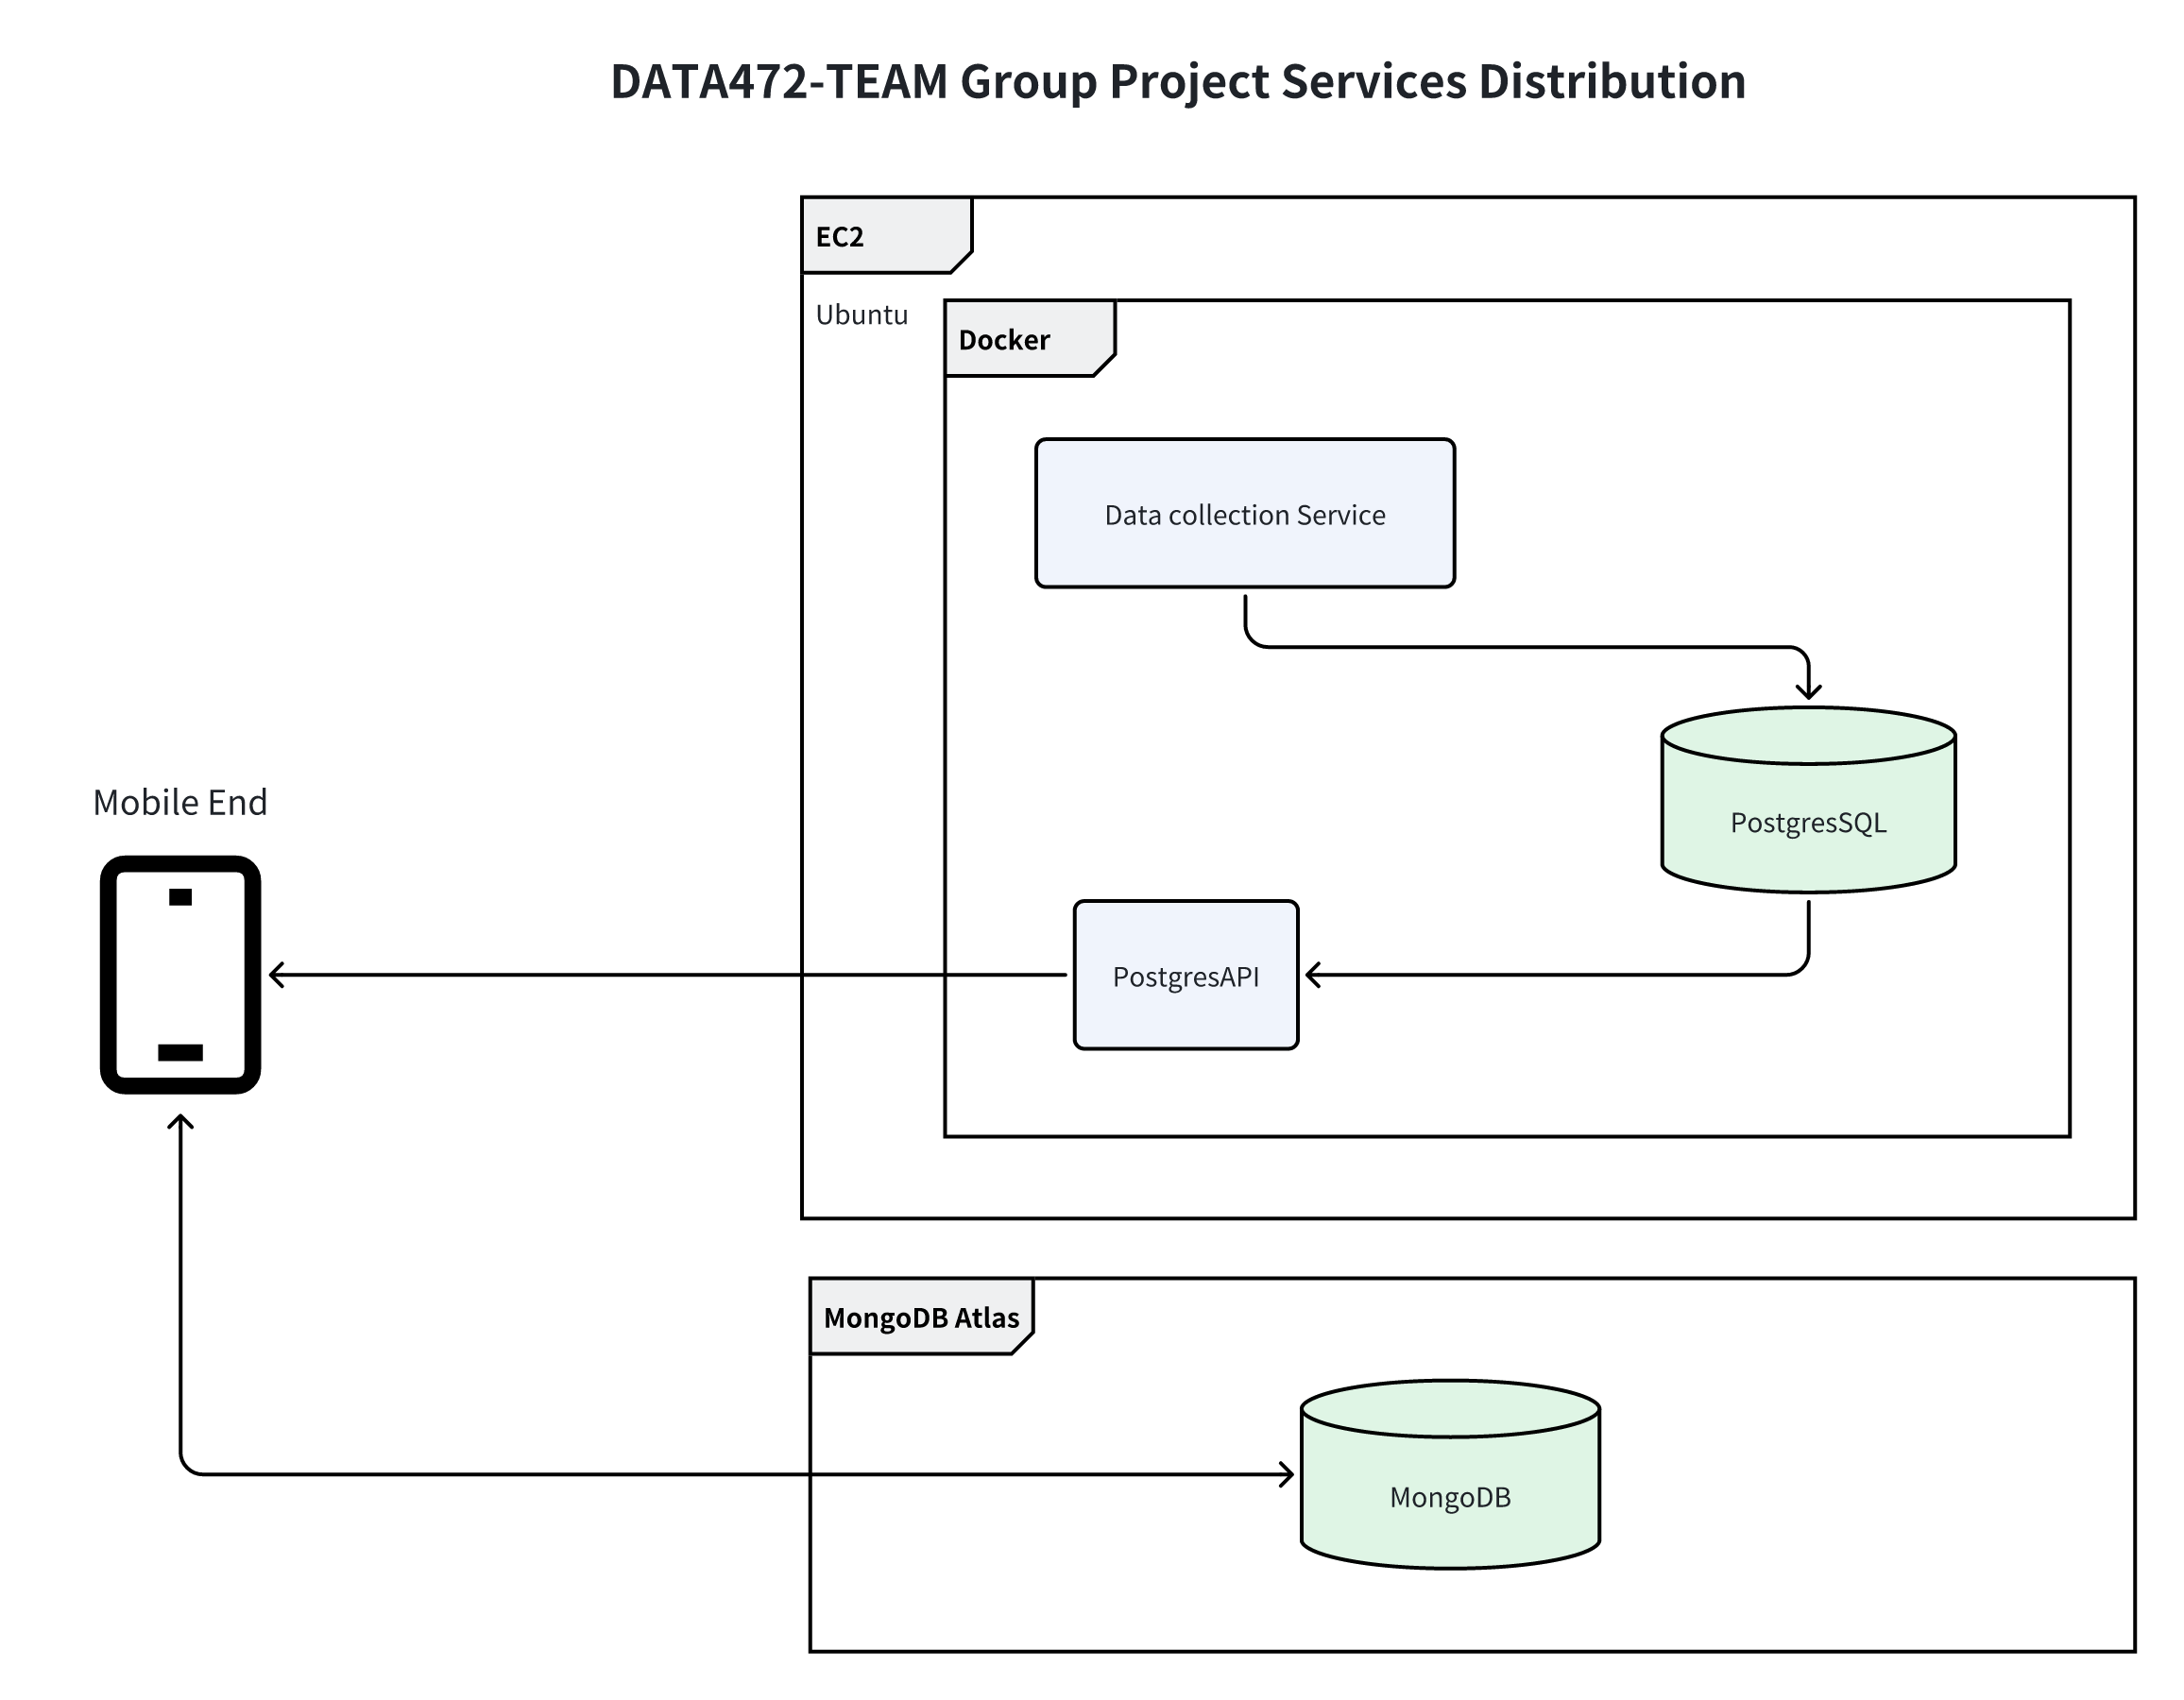 DATA472-TEAM Group Project Services Distribution
EC2
Ubuntu
Docker
Data collection Service
PostgresSQL
Mobile End
PostgresAPI
MongoDB Atlas
MongoDB